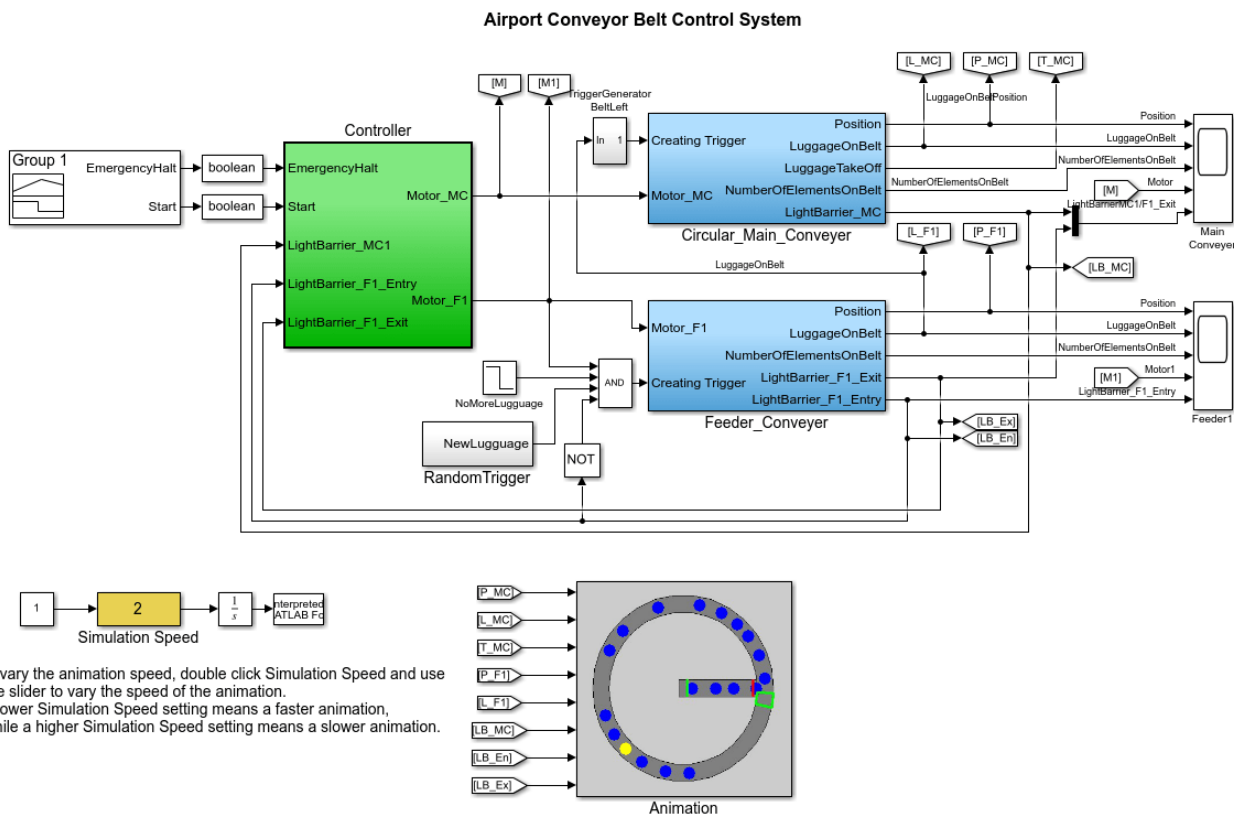 Airport Conveyor Belt Control System
[L_MC]
[P_MC]
[T_MC]
[M]
[M1]
TriggerGenerator
BeltLeft
LuggageOnBelt
Position
In 1
Controller
Group 1
EmergencyHalt
Start
boolean
boolean
EmergencyHalt
Start
LightBarrier_MC1
LightBarrier_F1_Entry
LightBarrier_F1_Exit
Motor_MC
Motor_F1
Creating Trigger
Motor_MC
Position
LuggageOnBelt
LuggageTakeOff
NumberOfElementsOnBelt
LightBarrier_MC
Circular_Main_Conveyer
NumberOfElementsOnBelt
Position
LuggageOnBelt
NumberOfElementsOnBelt
[M]
Motor
LightBarrierMC1/F1_Exit
Main
Conveyer
[L_F1]
[P_F1]
[LB_MC]
LuggageOnBelt
Motor_F1
Creating Trigger
Position
LuggageOnBelt
NumberOfElementsOnBelt
LightBarrier_F1_Exit
LightBarrier_F1_Entry
Feeder_Conveyer
Position
LuggageOnBelt
NumberOfElementsOnBelt
[M1]
Motor1
LightBarrier_F1_Entry
Feeder1
[LB_Ex]
[LB_En]
NoMoreLugguage
AND
NewLugguage
RandomTrigger
NOT
1
2
Simulation Speed
1
s
nterpreted
ATLAB Fc
vary the animation speed, double click Simulation Speed and use
e slider to vary the speed of the animation.
ower Simulation Speed setting means a faster animation,
hile a higher Simulation Speed setting means a slower animation.
[P_MC]
[L_MC]
[T_MC]
[P_F1]
[L_F1]
[LB_MC]
[LB_En]
[LB_Ex]
Animation